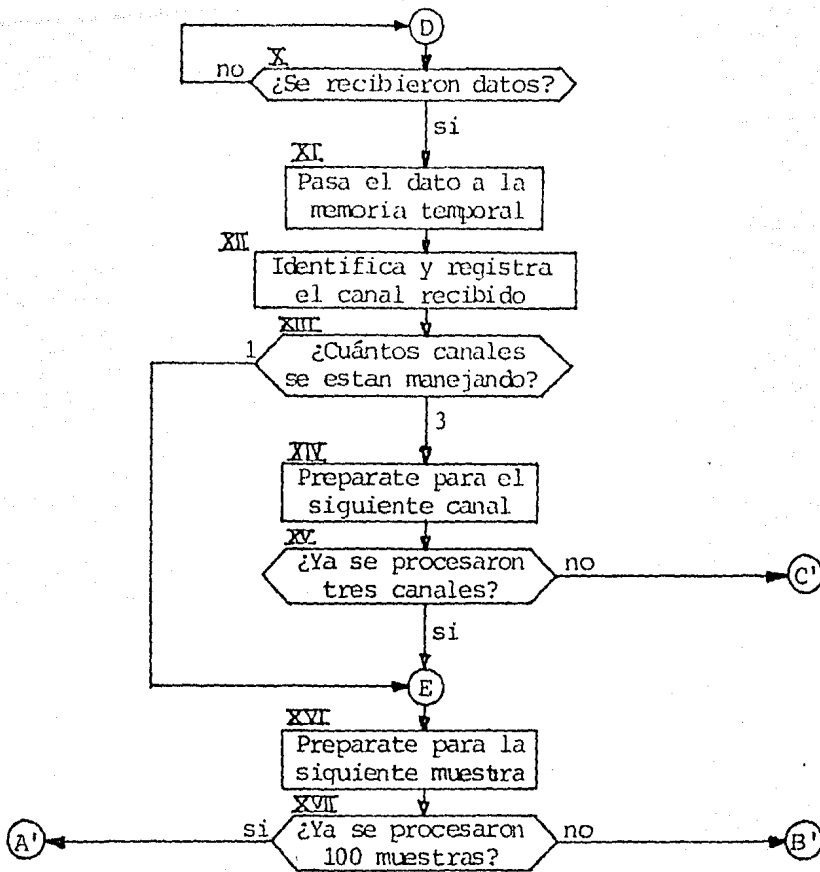 D
X
no
¿Se recibieron datos?
si
XI
Pasa el dato a la
memoria temporal
XII
Identifica y registra
el canal recibido
XIII
1
¿Cuántos canales
se estan manejando?
3
XIV
Preparate para el
siguiente canal
XV
¿Ya se procesaron
tres canales?
no
C'
si
E
XVI
Preparate para la
siguiente muestra
XVII
A'
si
¿Ya se procesaron
100 muestras?
no
B'